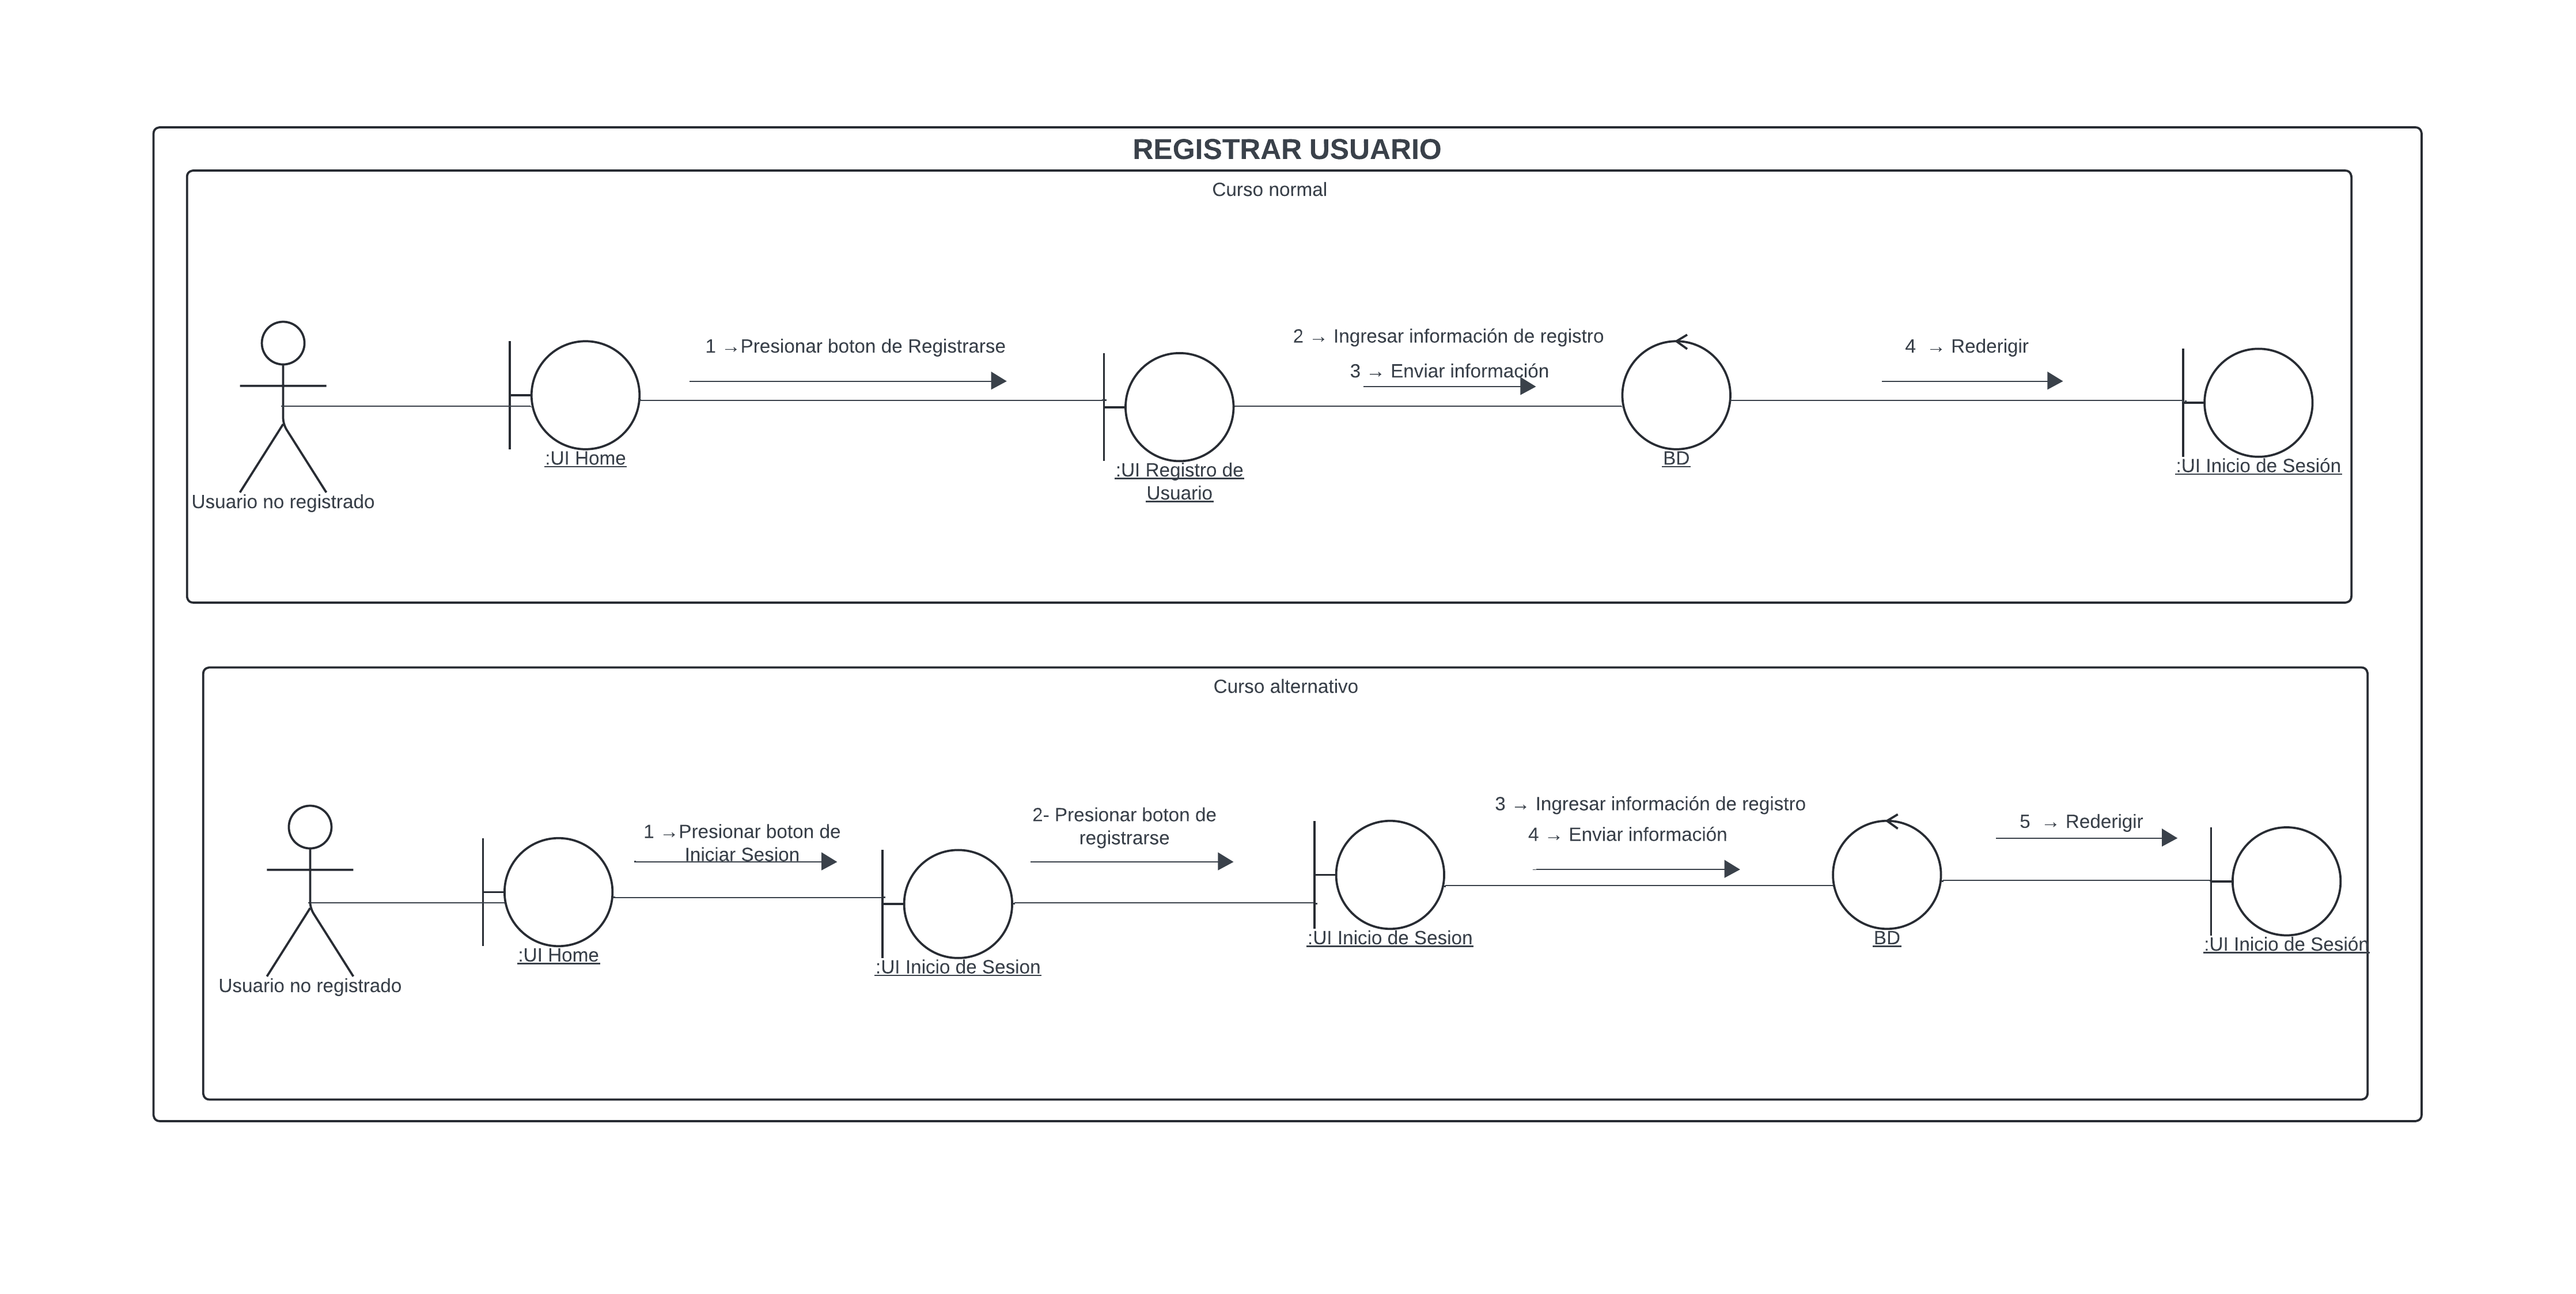 REGISTRAR USUARIO
Curso normal
1 →Presionar boton de Registrarse
2 → Ingresar información de registro
3 → Enviar información
4 → Rederigir
:UI Home
:UI Registro de
Usuario
BD
:UI Inicio de Sesión
Usuario no registrado
Curso alternativo
1 →Presionar boton de
Iniciar Sesion
2- Presionar boton de
registrarse
3 → Ingresar información de registro
4 → Enviar información
5 → Rederigir
:UI Home
:UI Inicio de Sesion
:UI Inicio de Sesion
BD
:UI Inicio de Sesión
Usuario no registrado